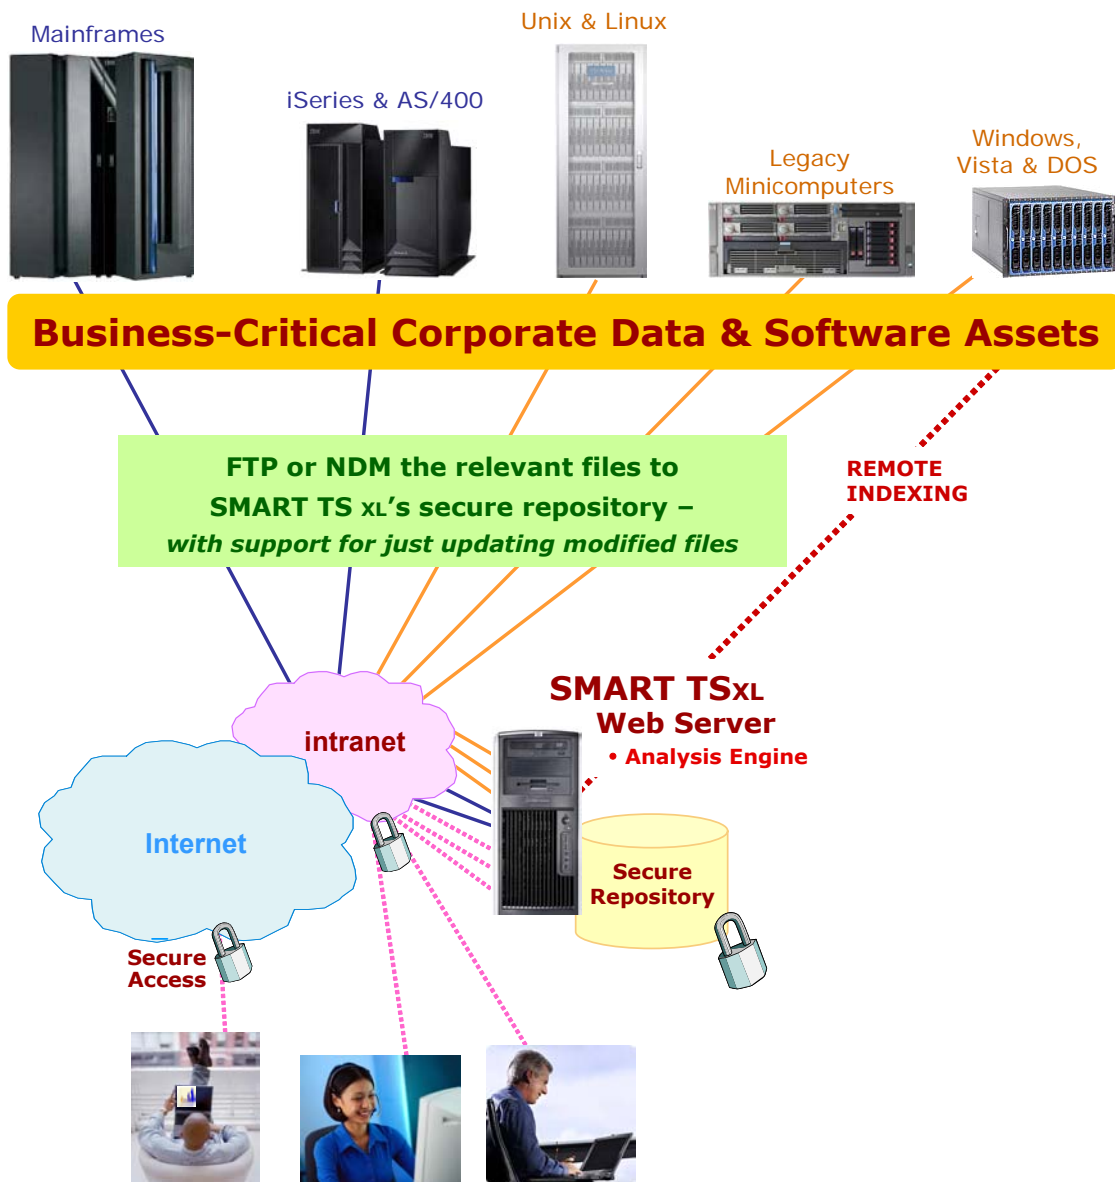 Mainframes
Unix & Linux
iSeries & AS/400
Legacy
Minicomputers
Windows,
Vista & DOS
Business-Critical Corporate Data & Software Assets
FTP or NDM the relevant files to
SMART TS XL’s secure repository –
with support for just updating modified files
REMOTE
INDEXING
SMART TSXL
Web Server
• Analysis Engine
intranet
Internet
Secure
Repository
Secure
Access